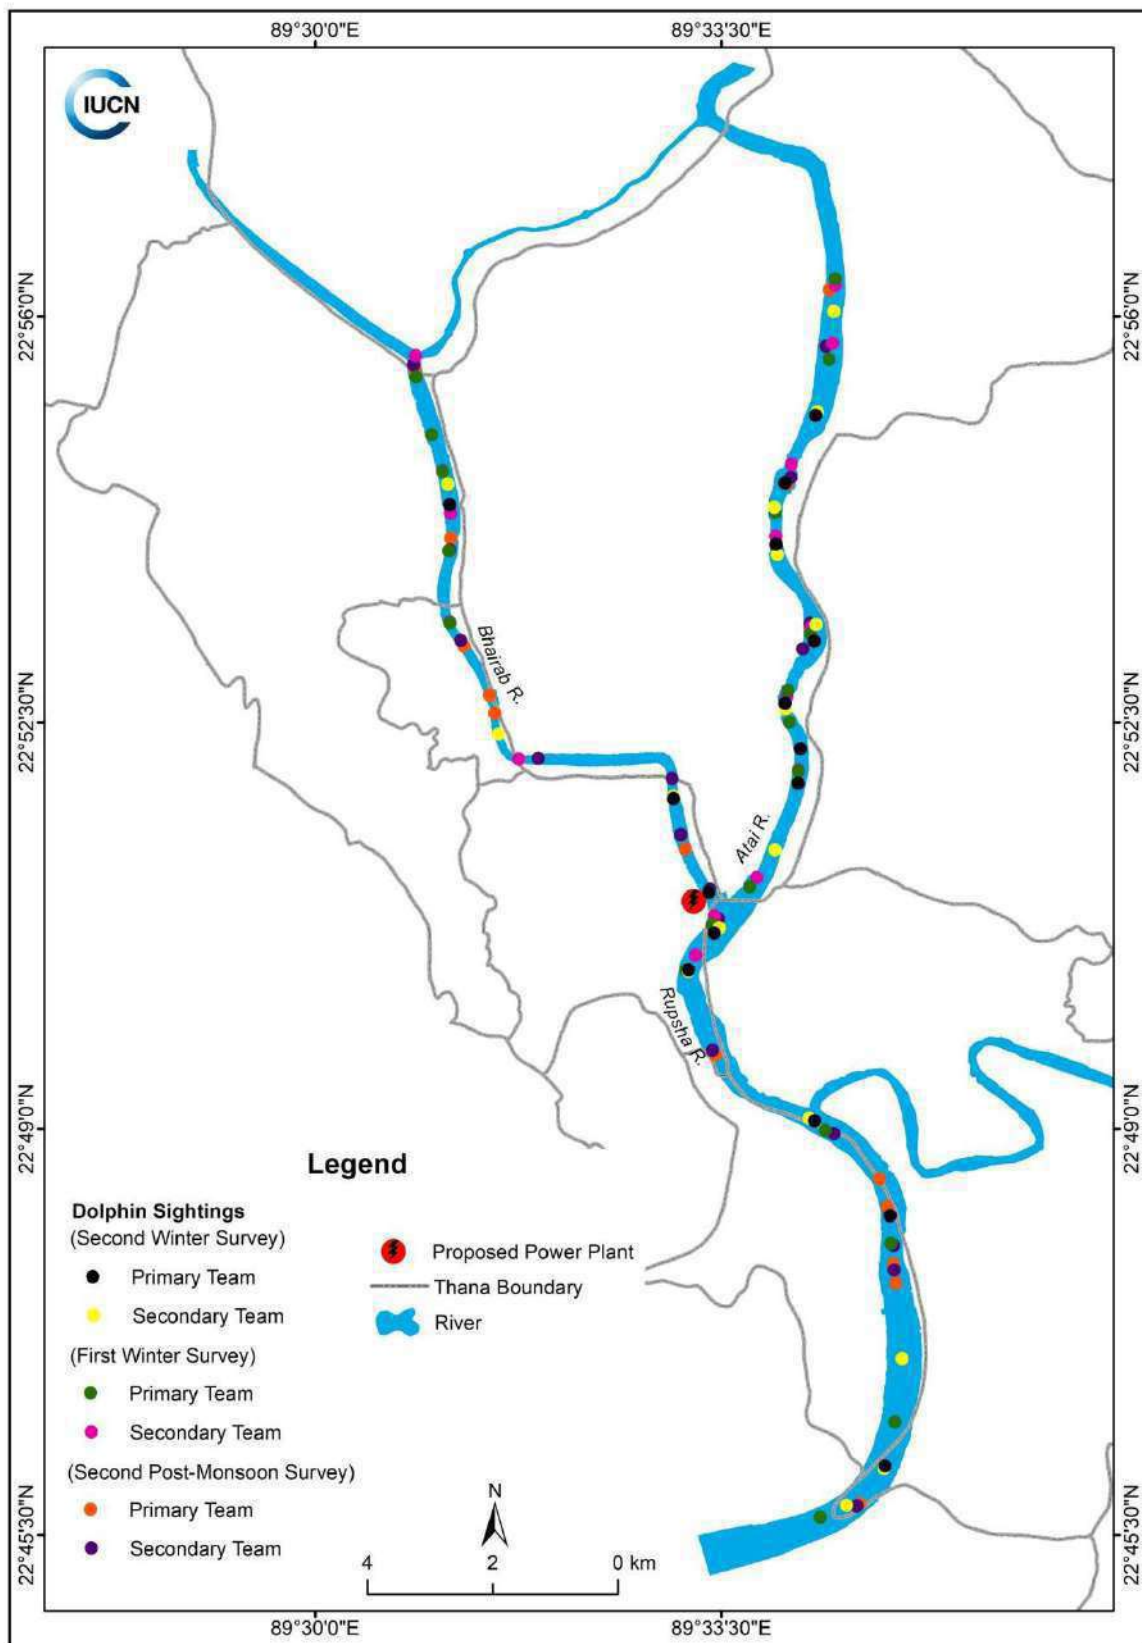 89°30'0"E
89°33'30"E
IUCN
22°56'0"N
22°56'0"N
Bhairab R.
22°52'30"N
22°52'30"N
Atai R.
Rupsha R.
22°49'0"N
22°49'0"N
Legend
Dolphin Sightings
(Second Winter Survey)
Primary Team
Secondary Team
(First Winter Survey)
Primary Team
Secondary Team
(Second Post-Monsoon Survey)
Primary Team
Secondary Team
Proposed Power Plant
Thana Boundary
River
N
4 2 0 km
22°45'30"N
22°45'30"N
89°30'0"E
89°33'30"E